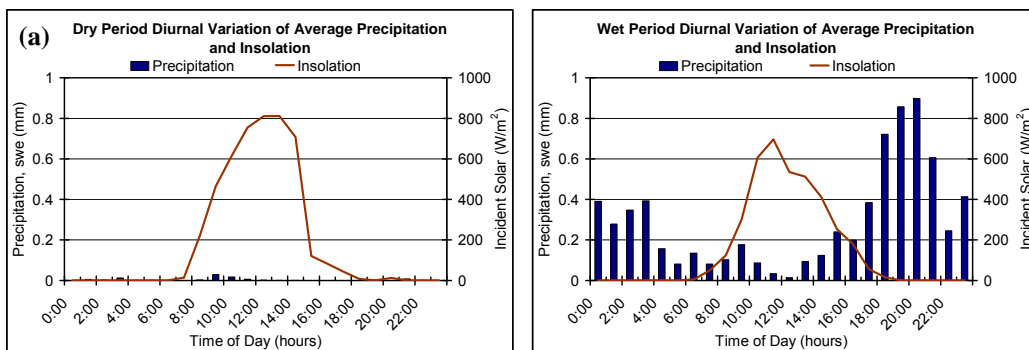 (a)
Dry Period Diurnal Variation of Average Precipitation
and Insolation
Precipitation Insolation
1
0.8
0.6
0.4
0.2
0
Precipitation, swe (mm)
1000
800
600
400
200
0
Incident Solar (W/m²)
0:00 2:00 4:00 6:00 8:00 10:00 12:00 14:00 16:00 18:00 20:00 22:00
Time of Day (hours)
Wet Period Diurnal Variation of Average Precipitation
and Insolation
Precipitation Insolation
1
0.8
0.6
0.4
0.2
0
Precipitation, swe (mm)
1000
800
600
400
200
0
Incident Solar (W/m²)
0:00 2:00 4:00 6:00 8:00 10:00 12:00 14:00 16:00 18:00 20:00 22:00
Time of Day (hours)